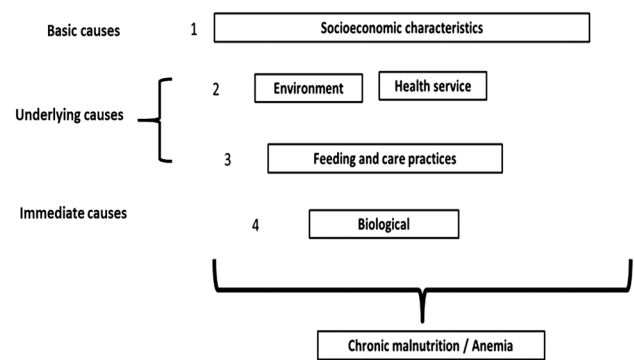 Basic causes 1 Socioeconomic characteristics
2 Environment Health service
Underlying causes
3 Feeding and care practices
Immediate causes
4 Biological
Chronic malnutrition / Anemia